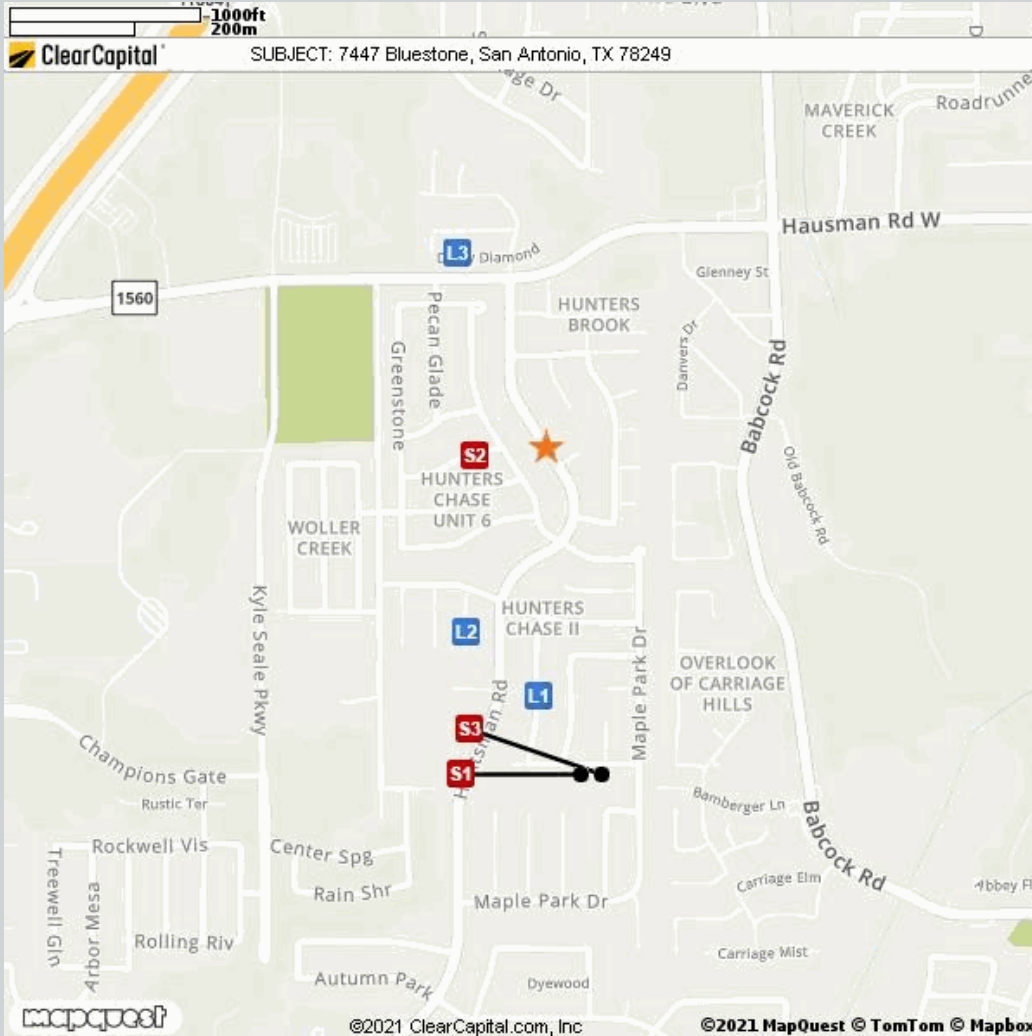 1000ft
200m
ClearCapital
SUBJECT: 7447 Bluestone, San Antonio, TX 78249
MAVERICK
CREEK
Roadrunne
Hausman Rd W
L3
Diamond
Glenney St
1560
HUNTERS
BROOK
Pecan Glade
Greenstone
Danvers Dr
Babcock Rd
S2
HUNTERS
CHASE
UNIT 6
Old Babcock Rd
WOLLER
CREEK
Kyle Seale Pkwy
HUNTERS
CHASE II
L2
Maple Park Dr
OVERLOOK
OF CARRIAGE
HILLS
L1
S3
S1
Champions Gate
Rustic Ter
Bamberger Ln
Babcock Rd
Rockwell Vis
Center Spg
Treewell Gln
Arbor Mesa
Rain Shr
Maple Park Dr
Carriage Elm
Rolling Riv
Carriage Mist
Autumn Park
Dyewood
mapquest
©2021 ClearCapital.com, Inc
©2021 MapQuest © TomTom © Mapbox